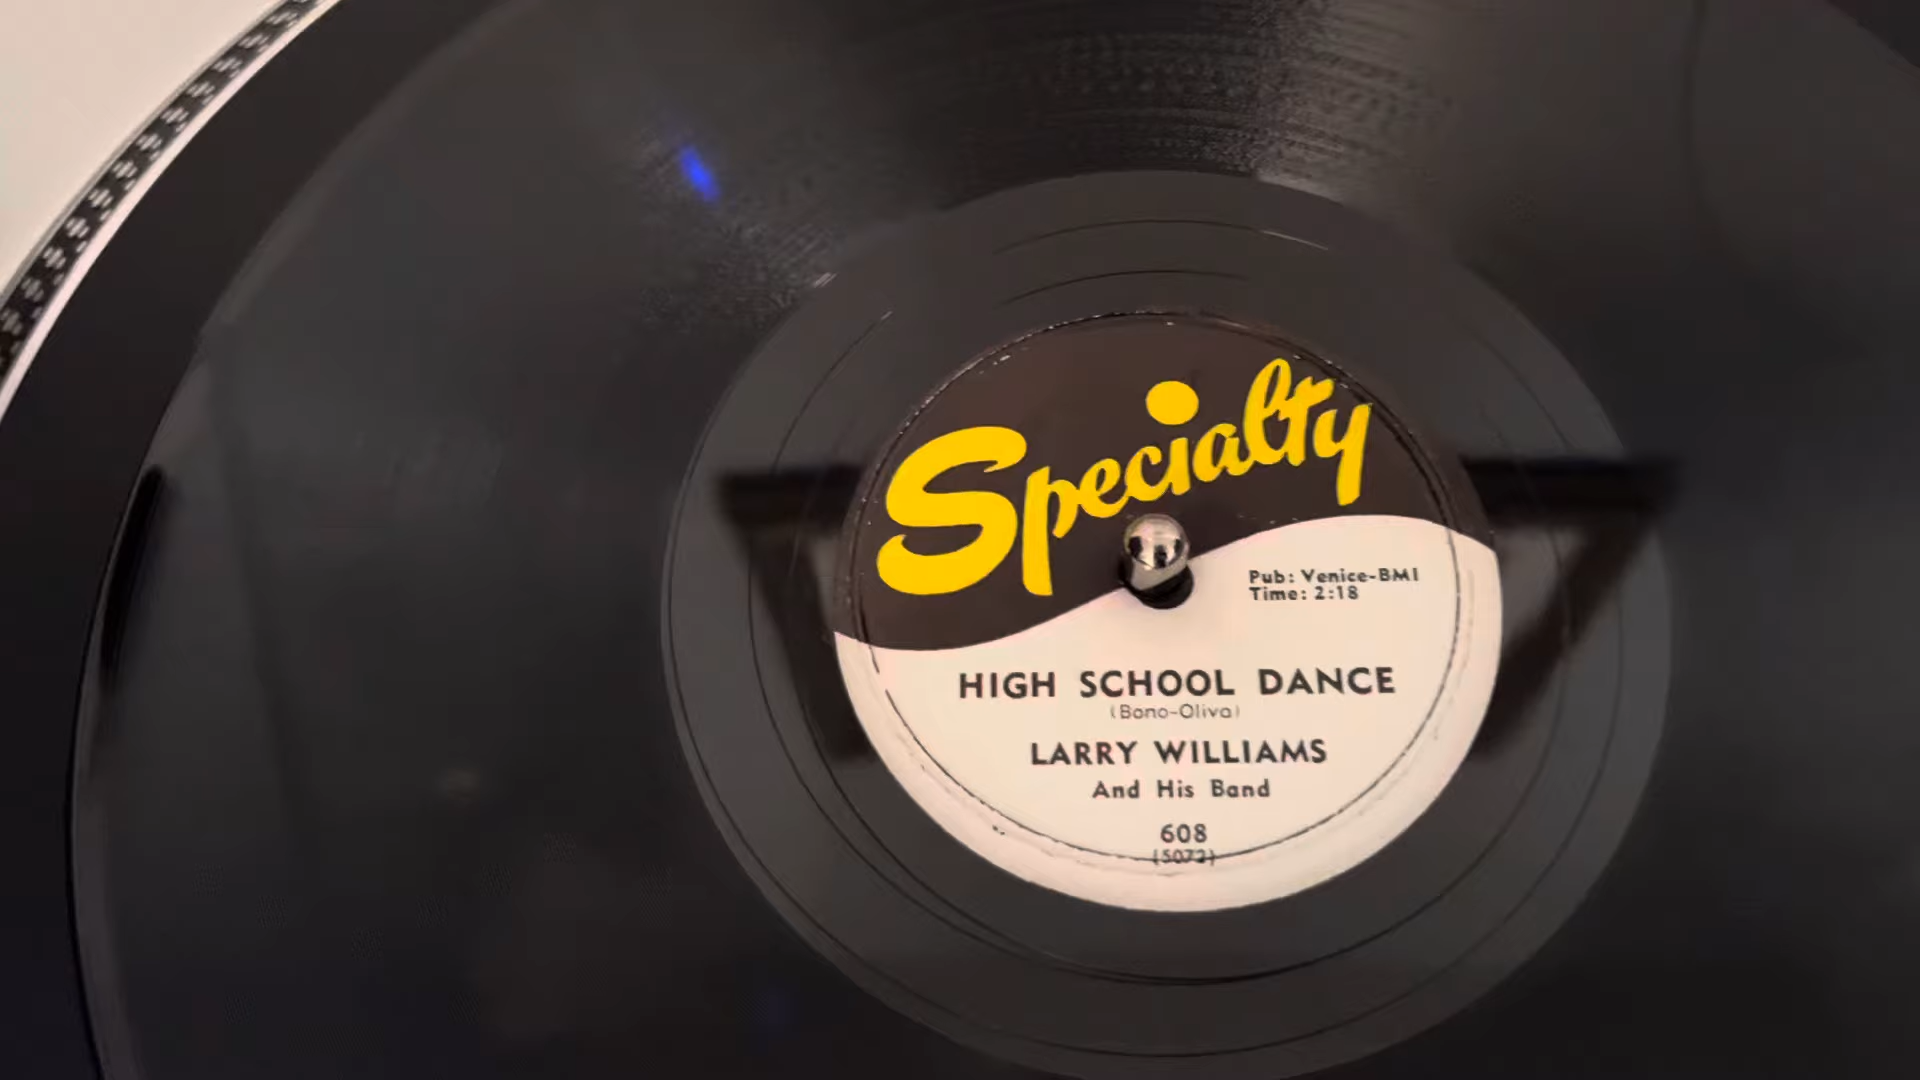 Specialty
Pub: Venice-BMI
Time: 2:18
HIGH SCHOOL DANCE
(Bono-Oliva)
LARRY WILLIAMS
And His Band
608
(5072)